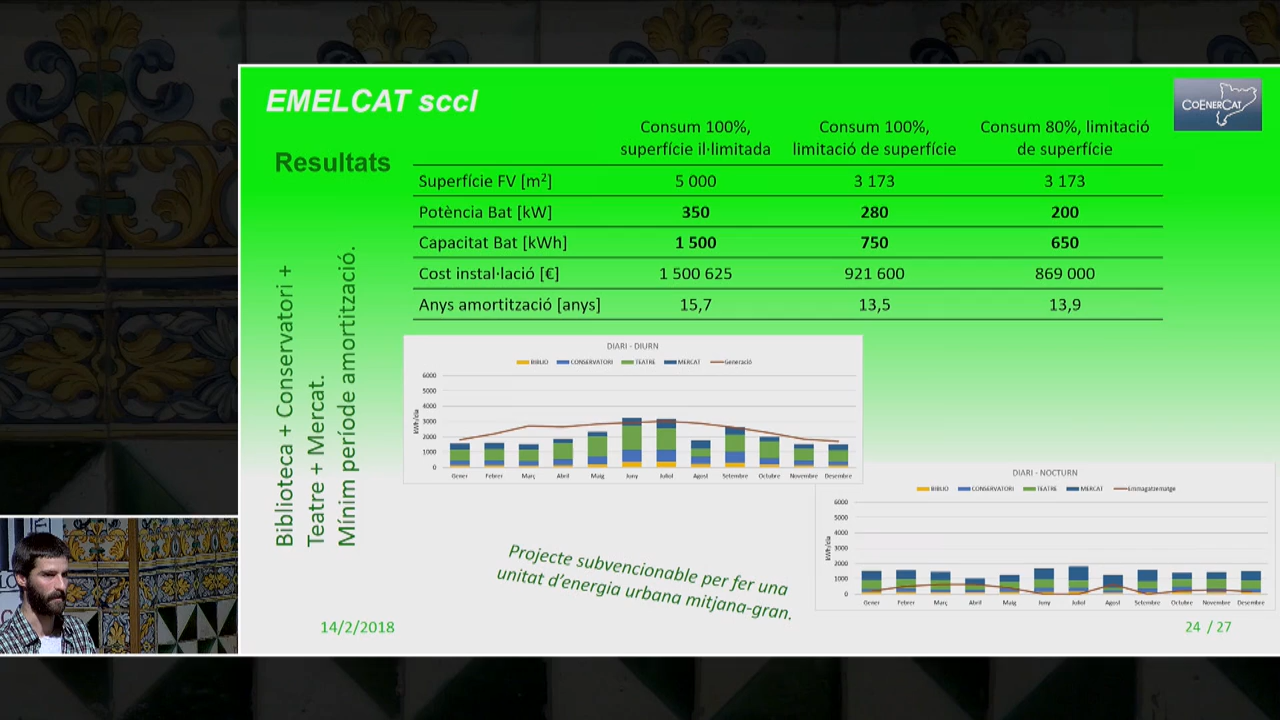 EMELCAT sccl
COENERCAT
Resultats
Consum 100%, superfície il·limitada
Consum 100%, limitació de superfície
Consum 80%, limitació de superfície
Superfície FV [m²] 5 000 3 173 3 173
Potència Bat [kW] 350 280 200
Capacitat Bat [kWh] 1 500 750 650
Cost instal·lació [€] 1 500 625 921 600 869 000
Anys amortització [anys] 15,7 13,5 13,9
Biblioteca + Conservatori +
Teatre + Mercat.
Mínim període amortització.
DIARI - DIURN
BIBLIO CONSERVATORI TEATRE MERCAT Generació
kWh/dia
6000
5000
4000
3000
2000
1000
0
Gener Febrer Març Abril Maig Juny Juliol Agost Setembre Octubre Novembre Desembre
DIARI - NOCTURN
BIBLIO CONSERVATORI TEATRE MERCAT Emmagatzematge
kWh/dia
6000
5000
4000
3000
2000
1000
0
Gener Febrer Març Abril Maig Juny Juliol Agost Setembre Octubre Novembre Desembre
Projecte subvencionable per fer una
unitat d'energia urbana mitjana-gran.
14/2/2018
24 / 27